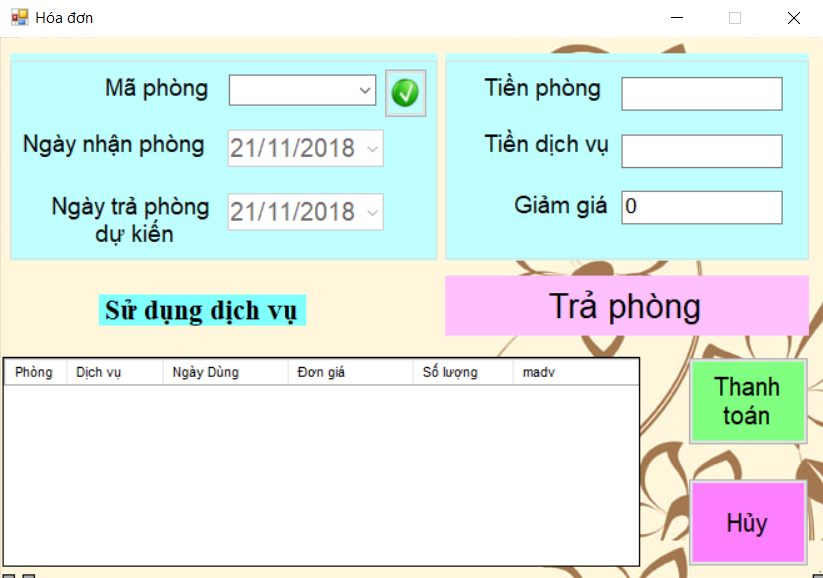 Hóa đơn
Mã phòng
Ngày nhận phòng
21/11/2018
Ngày trả phòng
dự kiến
21/11/2018
Tiền phòng
Tiền dịch vụ
Giảm giá
0
Sử dụng dịch vụ
Trả phòng
Phòng Dịch vụ Ngày Dùng Đơn giá Số lượng madv
Thanh
toán
Hủy